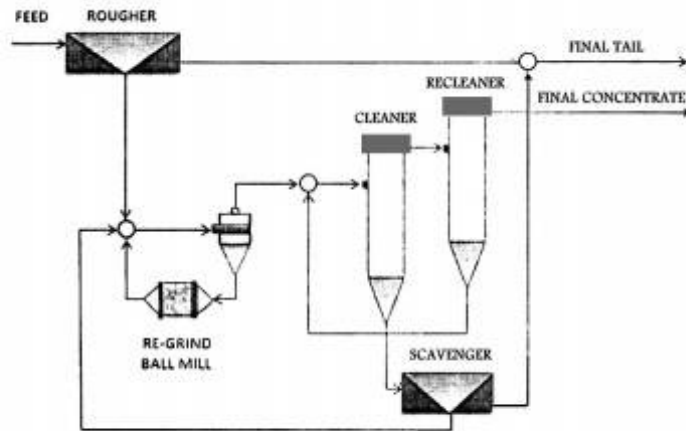 FEED
ROUGHER
FINAL TAIL
RECLEANER
FINAL CONCENTRATE
CLEANER
RE-GRIND
BALL MILL
SCAVENGER